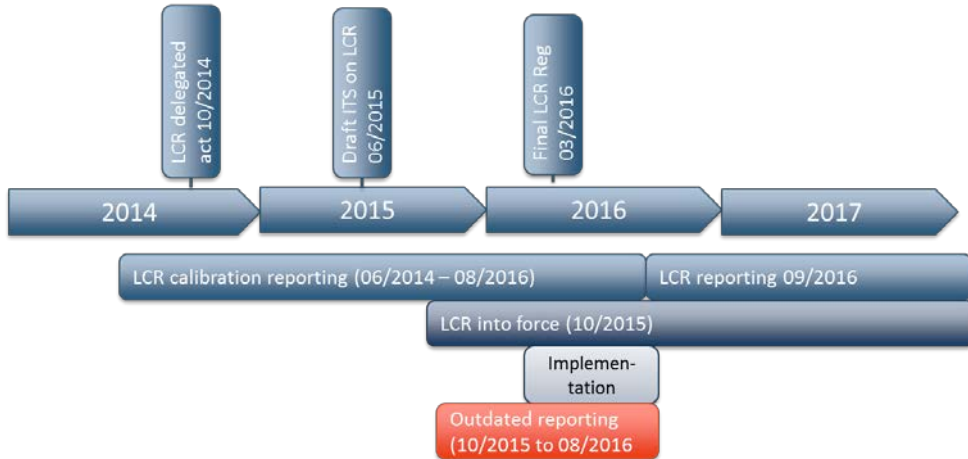 LCR delegated
act 10/2014
Draft ITS on LCR
06/2015
Final LCR Reg
03/2016
2014
2015
2016
2017
LCR calibration reporting (06/2014 – 08/2016)
LCR reporting 09/2016
LCR into force (10/2015)
Implemen-
tation
Outdated reporting
(10/2015 to 08/2016